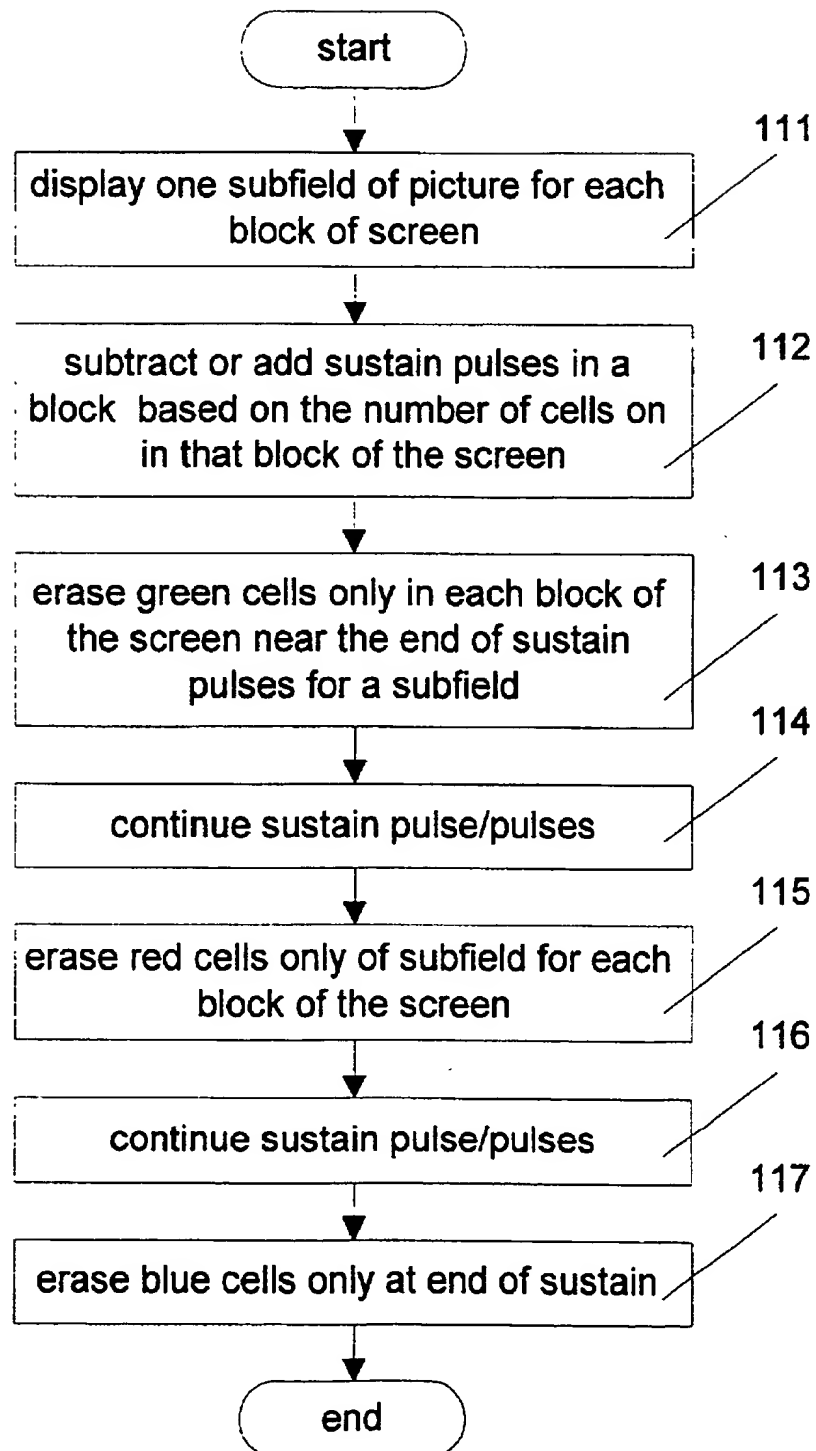 start
111
display one subfield of picture for each
block of screen
112
subtract or add sustain pulses in a
block based on the number of cells on
in that block of the screen
113
erase green cells only in each block of
the screen near the end of sustain
pulses for a subfield
114
continue sustain pulse/pulses
115
erase red cells only of subfield for each
block of the screen
116
continue sustain pulse/pulses
117
erase blue cells only at end of sustain
end